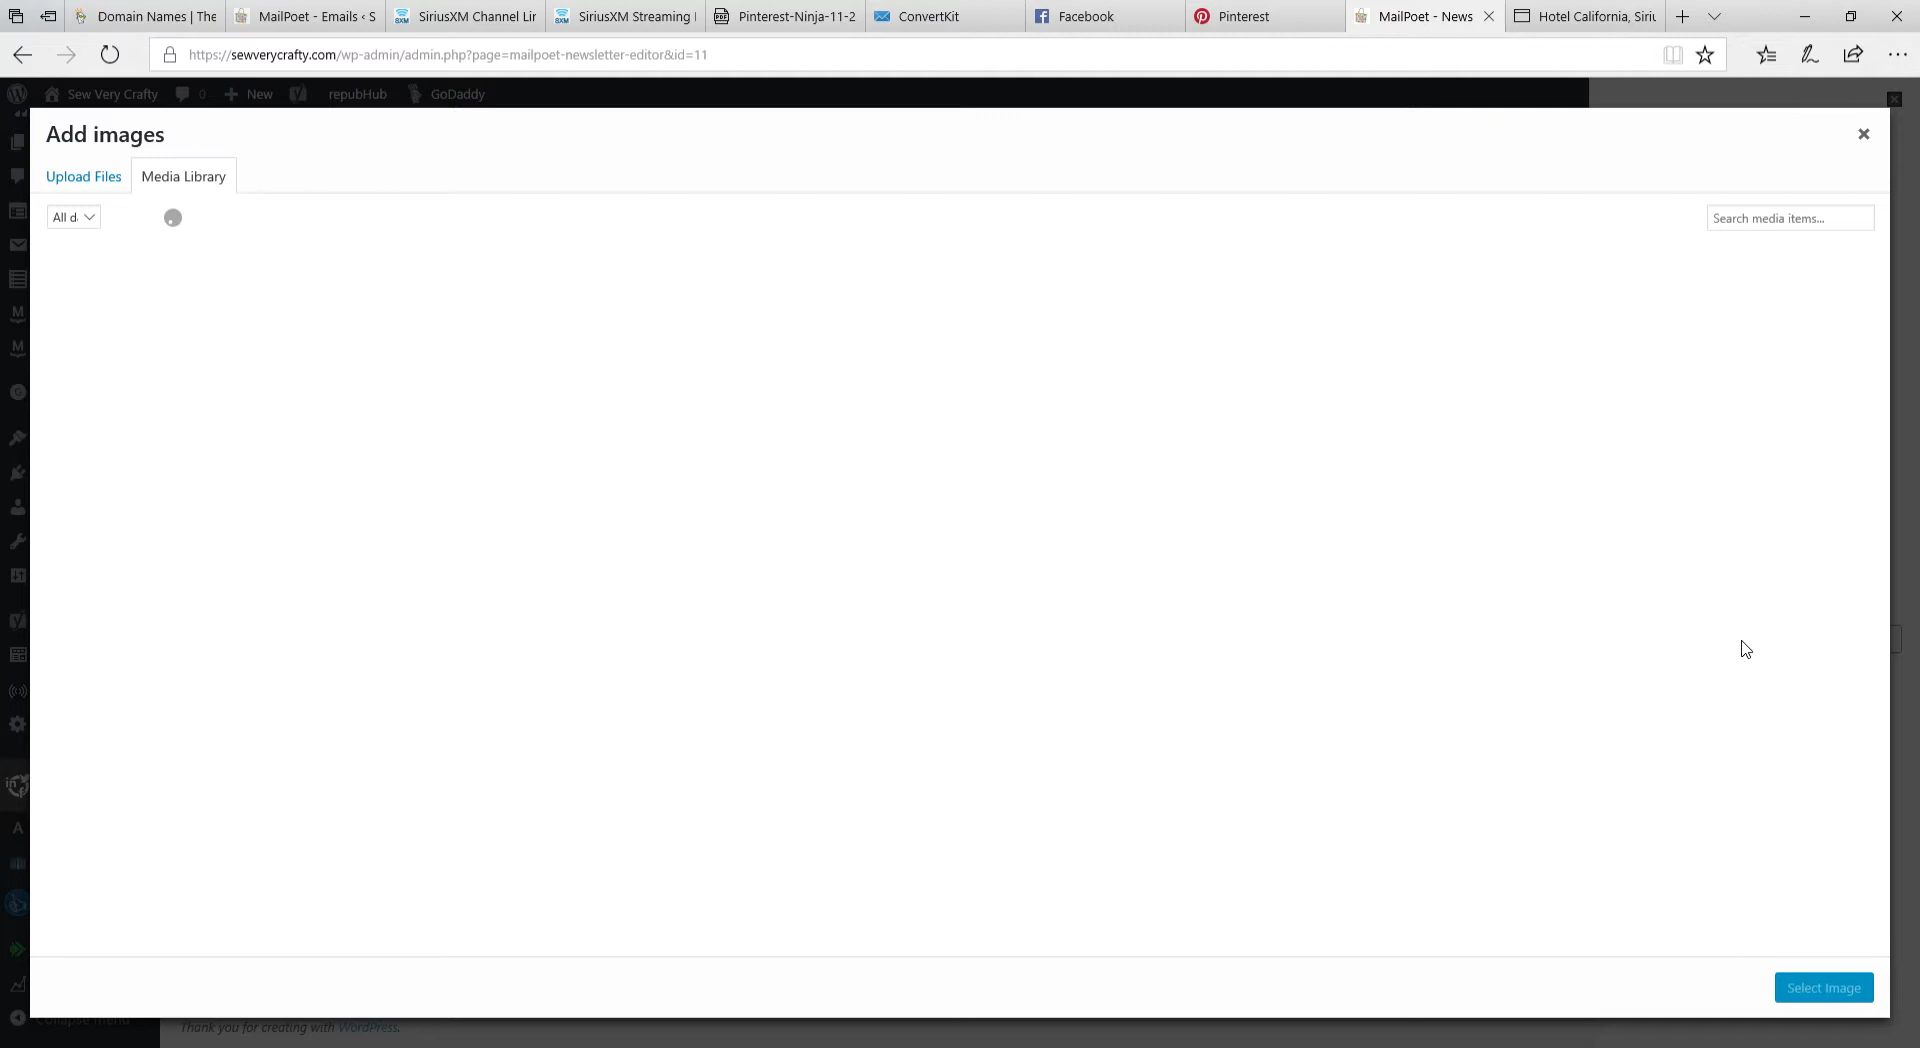 Domain Names | The
MailPoet - Emails ‹ S
SiriusXM Channel Lir
SiriusXM Streaming
Pinterest-Ninja-11-2
ConvertKit
Facebook
Pinterest
MailPoet - News
Hotel California, Siriu
https://sewverycrafty.com/wp-admin/admin.php?page=mailpoet-newsletter-editor&id=11
Sew Very Crafty
0
New
repubHub
GoDaddy
Add images
Upload Files
Media Library
All d
Search media items...
Select Image
Collapse menu
Thank you for creating with WordPress.